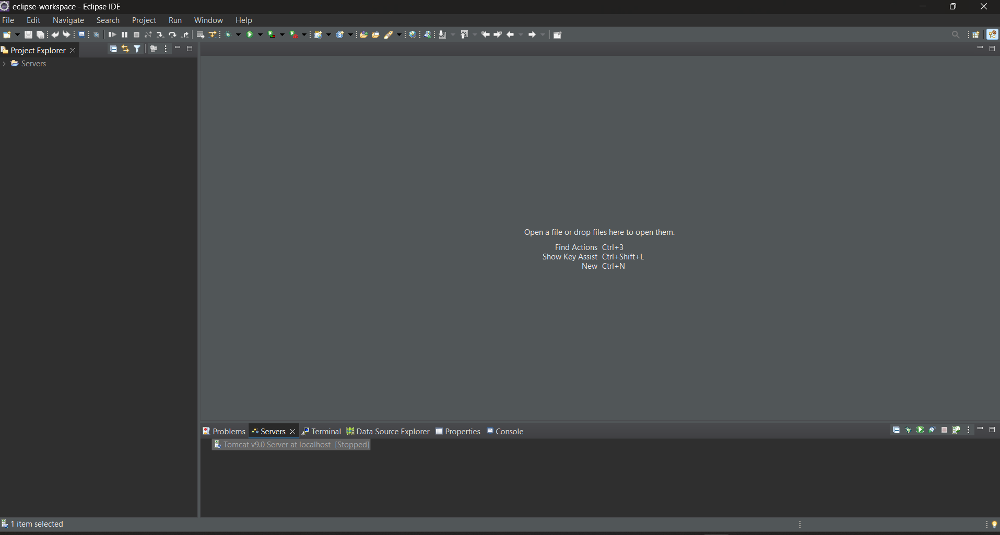 eclipse-workspace - Eclipse IDE
File Edit Navigate Search Project Run Window Help
Project Explorer
Servers
Open a file or drop files here to open them.
Find Actions Ctrl+3
Show Key Assist Ctrl+Shift+L
New Ctrl+N
Problems Servers Terminal Data Source Explorer Properties Console
Tomcat v9.0 Server at localhost [Stopped]
1 item selected